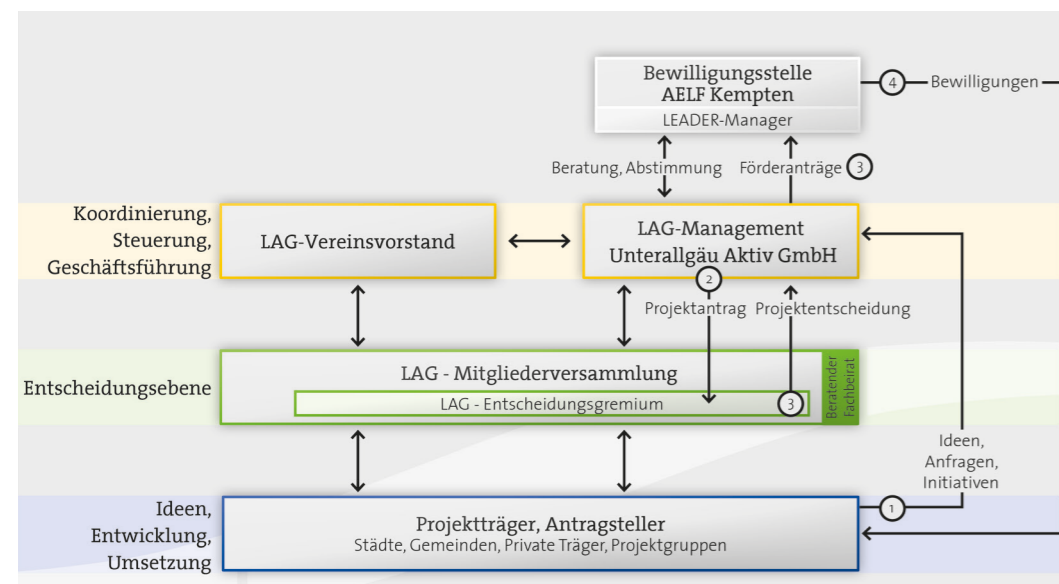 Bewilligungsstelle
AELF Kempten
LEADER-Manager
4
Bewilligungen
Beratung, Abstimmung
Förderanträge
3
Koordinierung,
Steuerung,
Geschäftsführung
LAG-Vereinsvorstand
LAG-Management
Unterallgäu Aktiv GmbH
2
Projektantrag
Projektentscheidung
Entscheidungsebene
LAG - Mitgliederversammlung
LAG - Entscheidungsgremium
3
Beratender
Fachbeirat
Ideen,
Anfragen,
Initiativen
Ideen,
Entwicklung,
Umsetzung
Projektträger, Antragsteller
Städte, Gemeinden, Private Träger, Projektgruppen
1